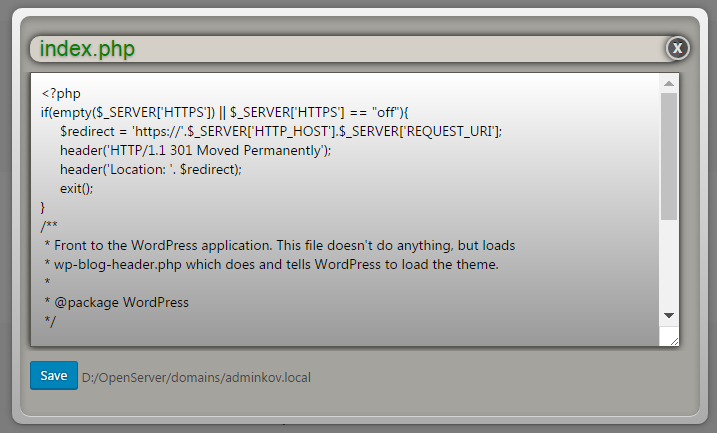 index.php
X
<?php
if(empty($_SERVER['HTTPS']) || $_SERVER['HTTPS'] == "off"){
$redirect = 'https://'.$_SERVER['HTTP_HOST'].$_SERVER['REQUEST_URI'];
header('HTTP/1.1 301 Moved Permanently');
header('Location: '. $redirect);
exit();
}
/**
* Front to the WordPress application. This file doesn't do anything, but loads
* wp-blog-header.php which does and tells WordPress to load the theme.
*
* @package WordPress
*/
Save
D:/OpenServer/domains/adminkov.local